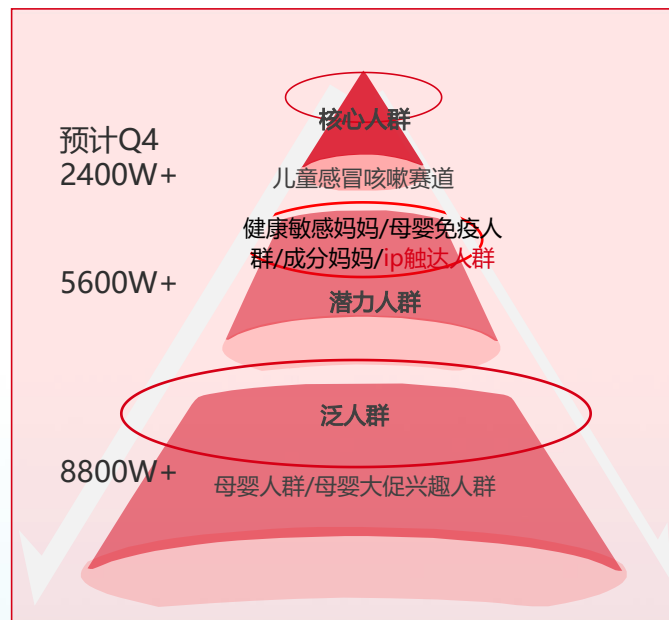 核心人群
预计Q4
2400W+
儿童感冒咳嗽赛道
健康敏感妈妈/母婴免疫人
群/成分妈妈/ip触达人群
5600W+
潜力人群
泛人群
8800W+
母婴人群/母婴大促兴趣人群